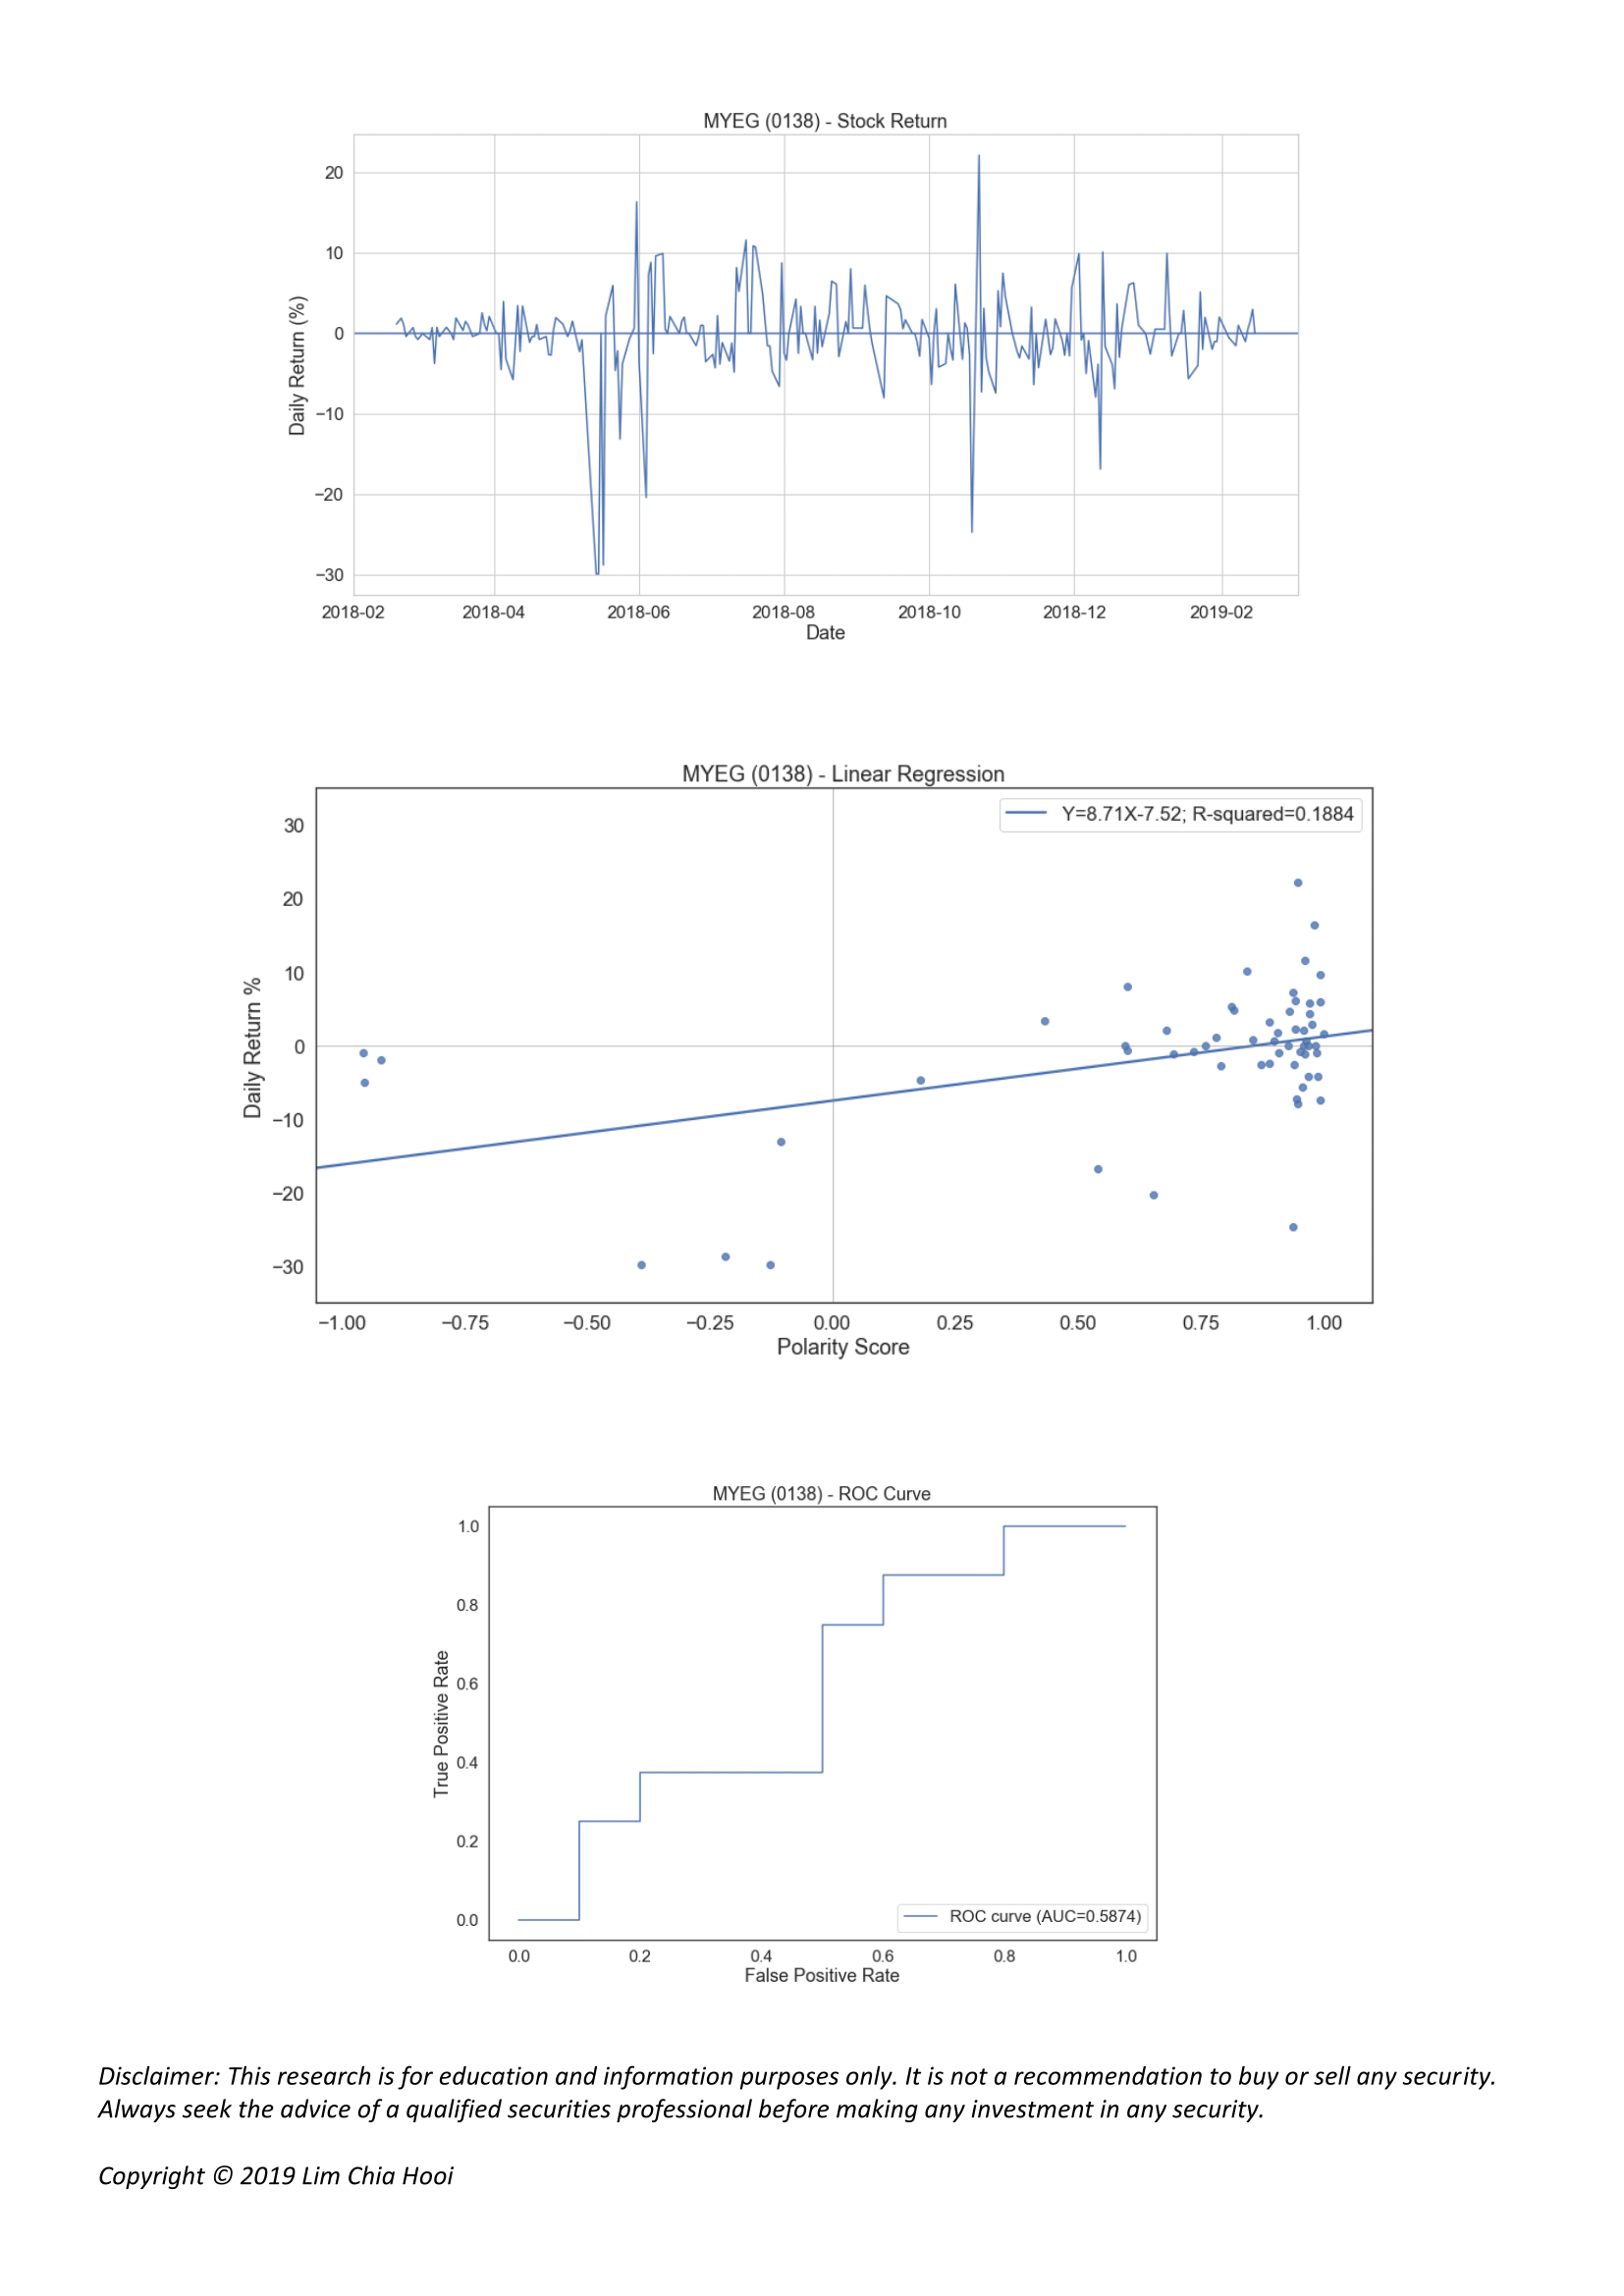 MYEG (0138) - Stock Return
20
10
0
−10
−20
−30
Daily Return (%)
2018-02 2018-04 2018-06 2018-08 2018-10 2018-12 2019-02
Date
MYEG (0138) - Linear Regression
Y=8.71X-7.52; R-squared=0.1884
30
20
10
0
−10
−20
−30
Daily Return %
−1.00 −0.75 −0.50 −0.25 0.00 0.25 0.50 0.75 1.00
Polarity Score
MYEG (0138) - ROC Curve
1.0
0.8
0.6
0.4
0.2
0.0
True Positive Rate
ROC curve (AUC=0.5874)
0.0 0.2 0.4 0.6 0.8 1.0
False Positive Rate
Disclaimer: This research is for education and information purposes only. It is not a recommendation to buy or sell any security.
Always seek the advice of a qualified securities professional before making any investment in any security.
Copyright © 2019 Lim Chia Hooi